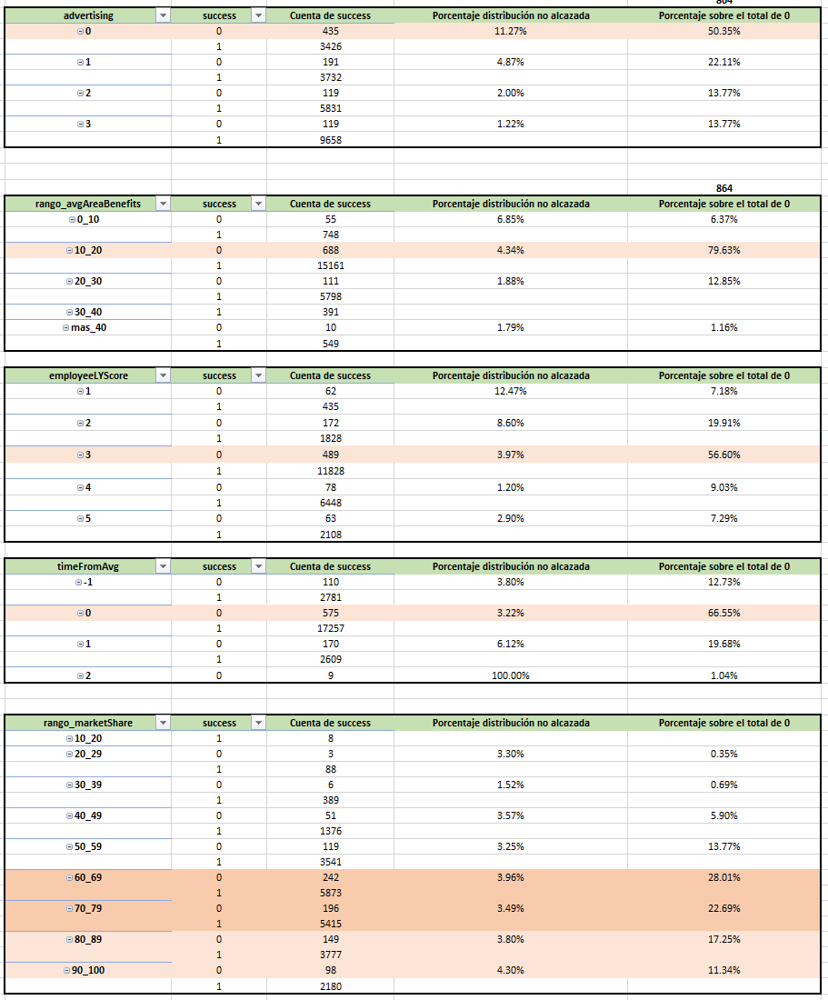 864
advertising success Cuenta de success Porcentaje distribución no alcazada Porcentaje sobre el total de 0
0 0 435 11.27% 50.35%
1 3426
1 0 191 4.87% 22.11%
1 3732
2 0 119 2.00% 13.77%
1 5831
3 0 119 1.22% 13.77%
1 9658
864
rango_avgAreaBenefits success Cuenta de success Porcentaje distribución no alcazada Porcentaje sobre el total de 0
0_10 0 55 6.85% 6.37%
1 748
10_20 0 688 4.34% 79.63%
1 15161
20_30 0 111 1.88% 12.85%
1 5798
30_40 1 391
mas_40 0 10 1.79% 1.16%
1 549
employeeLYScore success Cuenta de success Porcentaje distribución no alcazada Porcentaje sobre el total de 0
1 0 62 12.47% 7.18%
1 435
2 0 172 8.60% 19.91%
1 1828
3 0 489 3.97% 56.60%
1 11828
4 0 78 1.20% 9.03%
1 6448
5 0 63 2.90% 7.29%
1 2108
timeFromAvg success Cuenta de success Porcentaje distribución no alcazada Porcentaje sobre el total de 0
-1 0 110 3.80% 12.73%
1 2781
0 0 575 3.22% 66.55%
1 17257
1 0 170 6.12% 19.68%
1 2609
2 0 9 100.00% 1.04%
rango_marketShare success Cuenta de success Porcentaje distribución no alcazada Porcentaje sobre el total de 0
10_20 1 8
20_29 0 3 3.30% 0.35%
1 88
30_39 0 6 1.52% 0.69%
1 389
40_49 0 51 3.57% 5.90%
1 1376
50_59 0 119 3.25% 13.77%
1 3541
60_69 0 242 3.96% 28.01%
1 5873
70_79 0 196 3.49% 22.69%
1 5415
80_89 0 149 3.80% 17.25%
1 3777
90_100 0 98 4.30% 11.34%
1 2180